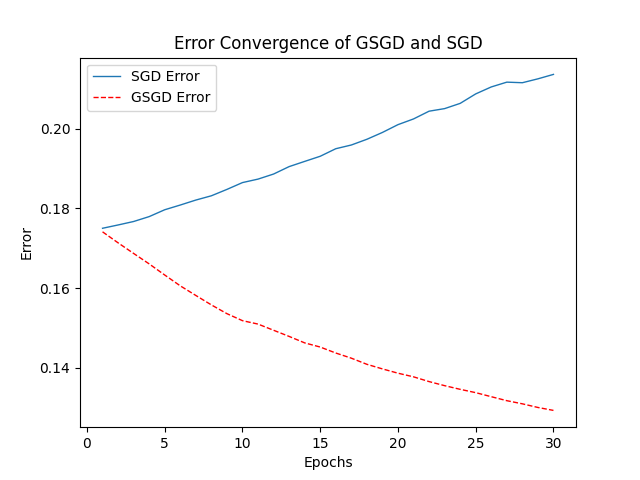 Error Convergence of GSGD and SGD
SGD Error
GSGD Error
0.20
0.18
0.16
0.14
Error
0
5
10
15
20
25
30
Epochs